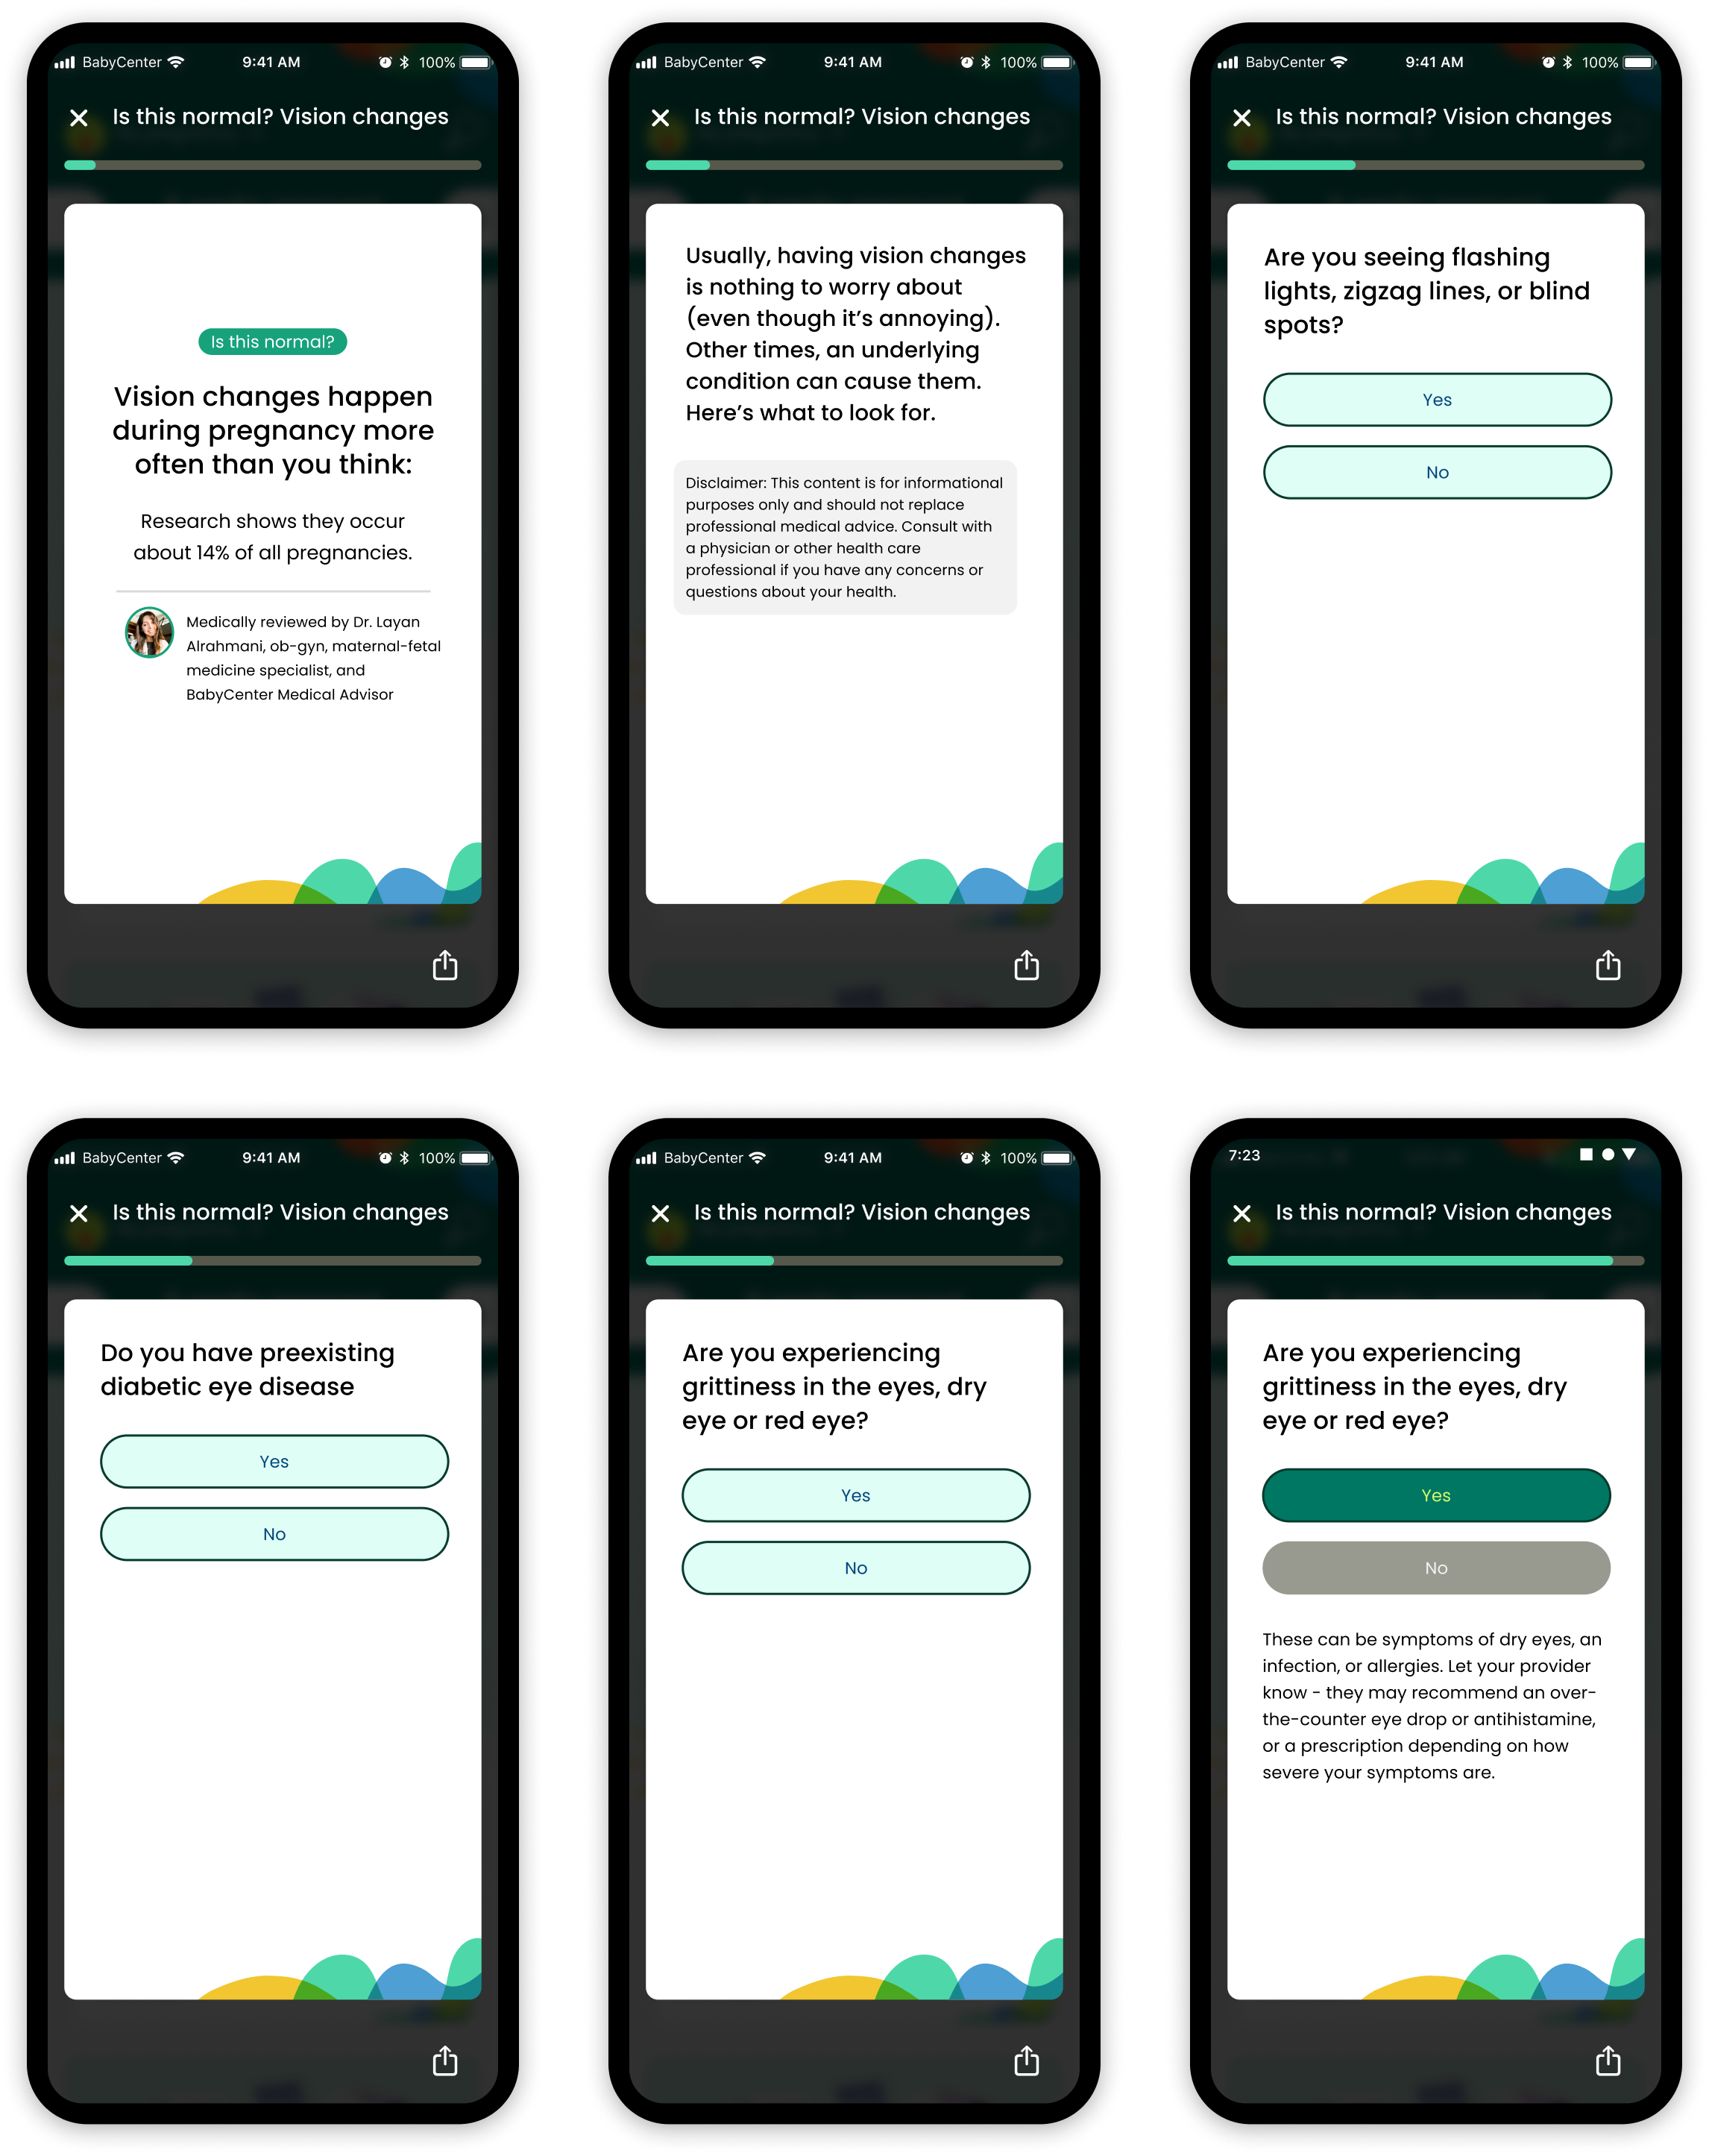 BabyCenter 9:41 AM 100%
Is this normal? Vision changes
Is this normal?
Vision changes happen
during pregnancy more
often than you think:
Research shows they occur
about 14% of all pregnancies.
Medically reviewed by Dr. Layan
Alrahmani, ob-gyn, maternal-fetal
medicine specialist, and
BabyCenter Medical Advisor
BabyCenter 9:41 AM 100%
Is this normal? Vision changes
Usually, having vision changes
is nothing to worry about
(even though it’s annoying).
Other times, an underlying
condition can cause them.
Here’s what to look for.
Disclaimer: This content is for informational
purposes only and should not replace
professional medical advice. Consult with
a physician or other health care
professional if you have any concerns or
questions about your health.
BabyCenter 9:41 AM 100%
Is this normal? Vision changes
Are you seeing flashing
lights, zigzag lines, or blind
spots?
Yes
No
BabyCenter 9:41 AM 100%
Is this normal? Vision changes
Do you have preexisting
diabetic eye disease
Yes
No
BabyCenter 9:41 AM 100%
Is this normal? Vision changes
Are you experiencing
grittiness in the eyes, dry
eye or red eye?
Yes
No
7:23
Is this normal? Vision changes
Are you experiencing
grittiness in the eyes, dry
eye or red eye?
Yes
No
These can be symptoms of dry eyes, an
infection, or allergies. Let your provider
know - they may recommend an over-
the-counter eye drop or antihistamine,
or a prescription depending on how
severe your symptoms are.